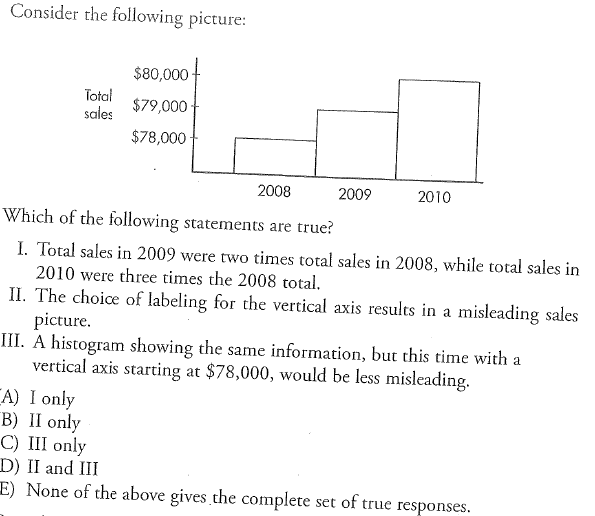 Consider the following picture:
$80,000
Total
sales
$79,000
$78,000
2008
2009
2010
Which of the following statements are true?
I. Total sales in 2009 were two times total sales in 2008, while total sales in
2010 were three times the 2008 total.
II. The choice of labeling for the vertical axis results in a misleading sales
picture.
III. A histogram showing the same information, but this time with a
vertical axis starting at $78,000, would be less misleading.
(A) I only
B) II only
C) III only
D) II and III
E) None of the above gives the complete set of true responses.